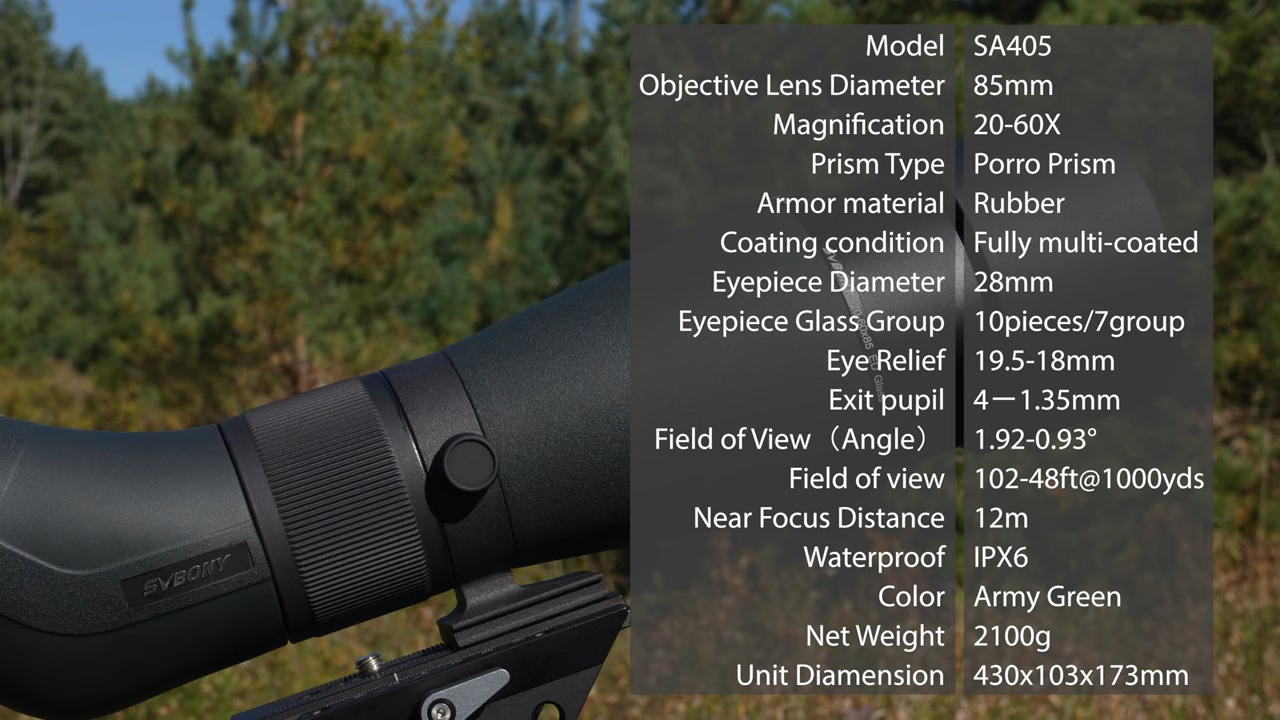 Model SA405
Objective Lens Diameter 85mm
Magnification 20-60X
Prism Type Porro Prism
Armor material Rubber
Coating condition Fully multi-coated
Eyepiece Diameter 28mm
Eyepiece Glass Group 10pieces/7group
Eye Relief 19.5-18mm
Exit pupil 4－1.35mm
Field of View（Angle） 1.92-0.93°
Field of view 102-48ft@1000yds
Near Focus Distance 12m
Waterproof IPX6
Color Army Green
Net Weight 2100g
Unit Diamension 430x103x173mm
SVBONY